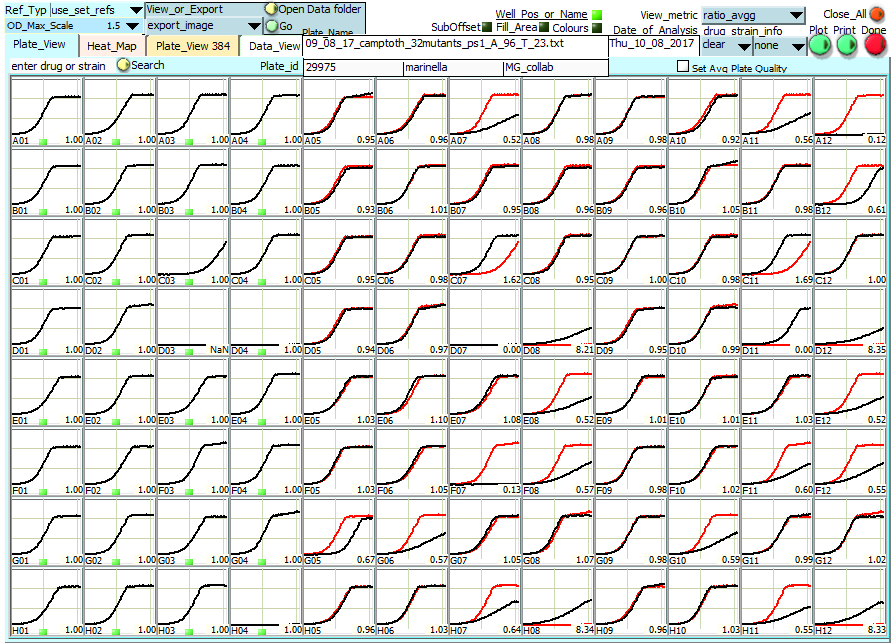 Ref_Typ use_set_refs View_or_Export Open Data folder
OD_Max_Scale 1.5 export_image Go Plate_Name
SubOffset Well_Pos_or_Name Fill_Area Colours
View_metric ratio_avgg Close_All
Date_of_Analysis drug_strain_info Plot Print Done
Plate_View Heat_Map Plate_View 384 Data_View 09_08_17_camptoth_32mutants_ps1_A_96_T_23.txt Thu_10_08_2017 clear none
enter drug or strain Search Plate_id 29975 marinella MG_collab Set Avg Plate Quality
A01 1.00 A02 1.00 A03 1.00 A04 1.00 A05 0.95 A06 0.96 A07 0.52 A08 0.98 A09 0.98 A10 0.92 A11 0.56 A12 0.12
B01 1.00 B02 1.00 B03 1.00 B04 1.00 B05 0.93 B06 1.01 B07 0.95 B08 0.96 B09 0.96 B10 1.05 B11 0.98 B12 0.61
C01 1.00 C02 1.00 C03 1.00 C04 1.00 C05 0.95 C06 0.98 C07 1.62 C08 0.95 C09 1.00 C10 0.98 C11 1.69 C12 1.00
D01 1.00 D02 1.00 D03 NaN D04 1.00 D05 0.94 D06 0.97 D07 0.00 D08 8.21 D09 0.95 D10 0.99 D11 0.00 D12 8.35
E01 1.00 E02 1.00 E03 1.00 E04 1.00 E05 1.03 E06 1.10 E07 1.08 E08 0.52 E09 1.01 E10 1.01 E11 1.03 E12 0.52
F01 1.00 F02 1.00 F03 1.00 F04 1.00 F05 1.03 F06 1.05 F07 0.13 F08 0.57 F09 0.98 F10 1.02 F11 0.60 F12 0.55
G01 1.00 G02 1.00 G03 1.00 G04 1.00 G05 0.67 G06 0.57 G07 1.05 G08 1.07 G09 0.98 G10 0.59 G11 0.99 G12 1.02
H01 1.00 H02 1.00 H03 1.00 H04 1.00 H05 0.96 H06 1.03 H07 0.64 H08 8.34 H09 0.96 H10 1.03 H11 0.55 H12 8.33